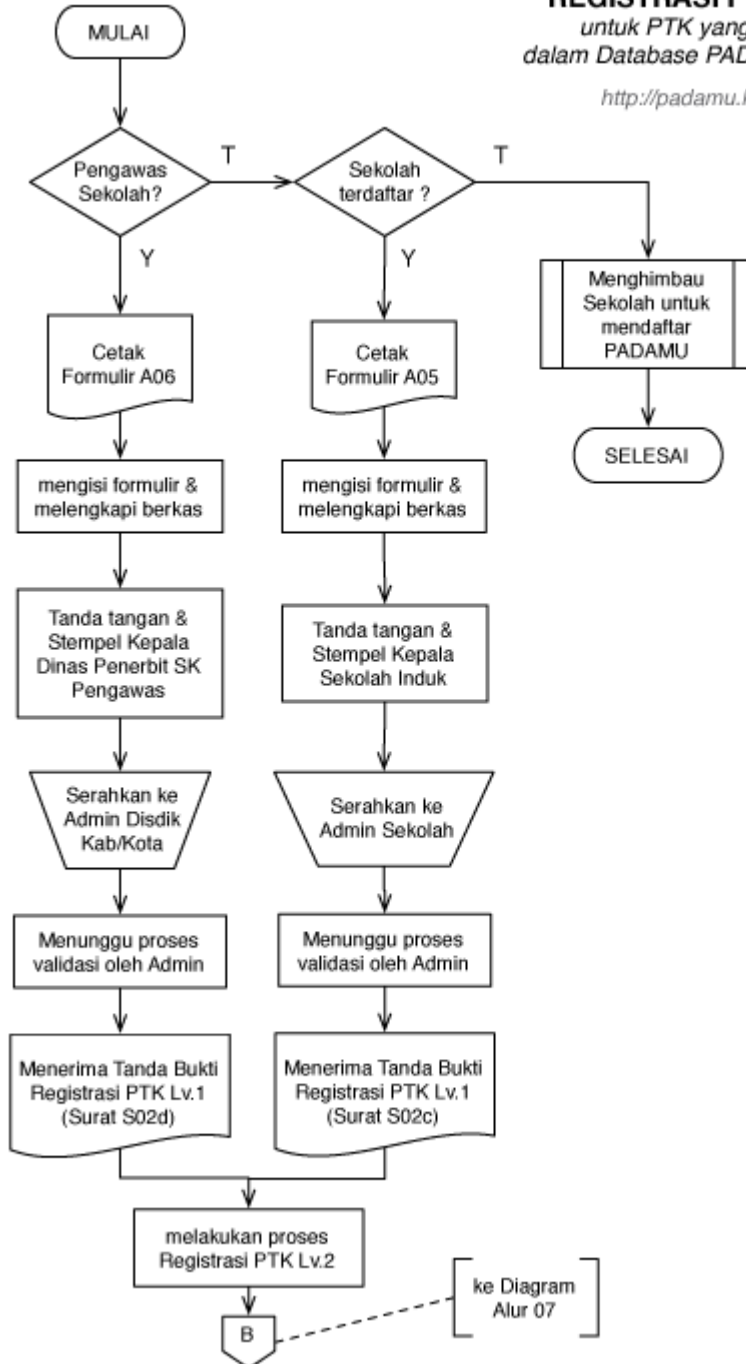 REGISTRASI
untuk PTK yang
dalam Database
http://padamu.
MULAI
Pengawas
Sekolah?
T
Sekolah
terdaftar ?
T
Y
Y
Menghimbau
Sekolah untuk
mendaftar
PADAMU
SELESAI
Cetak
Formulir A06
Cetak
Formulir A05
mengisi formulir &
melengkapi berkas
mengisi formulir &
melengkapi berkas
Tanda tangan &
Stempel Kepala
Dinas Penerbit SK
Pengawas
Tanda tangan &
Stempel Kepala
Sekolah Induk
Serahkan ke
Admin Disdik
Kab/Kota
Serahkan ke
Admin Sekolah
Menunggu proses
validasi oleh Admin
Menunggu proses
validasi oleh Admin
Menerima Tanda Bukti
Registrasi PTK Lv.1
(Surat S02d)
Menerima Tanda Bukti
Registrasi PTK Lv.1
(Surat S02c)
melakukan proses
Registrasi PTK Lv.2
B
ke Diagram
Alur 07